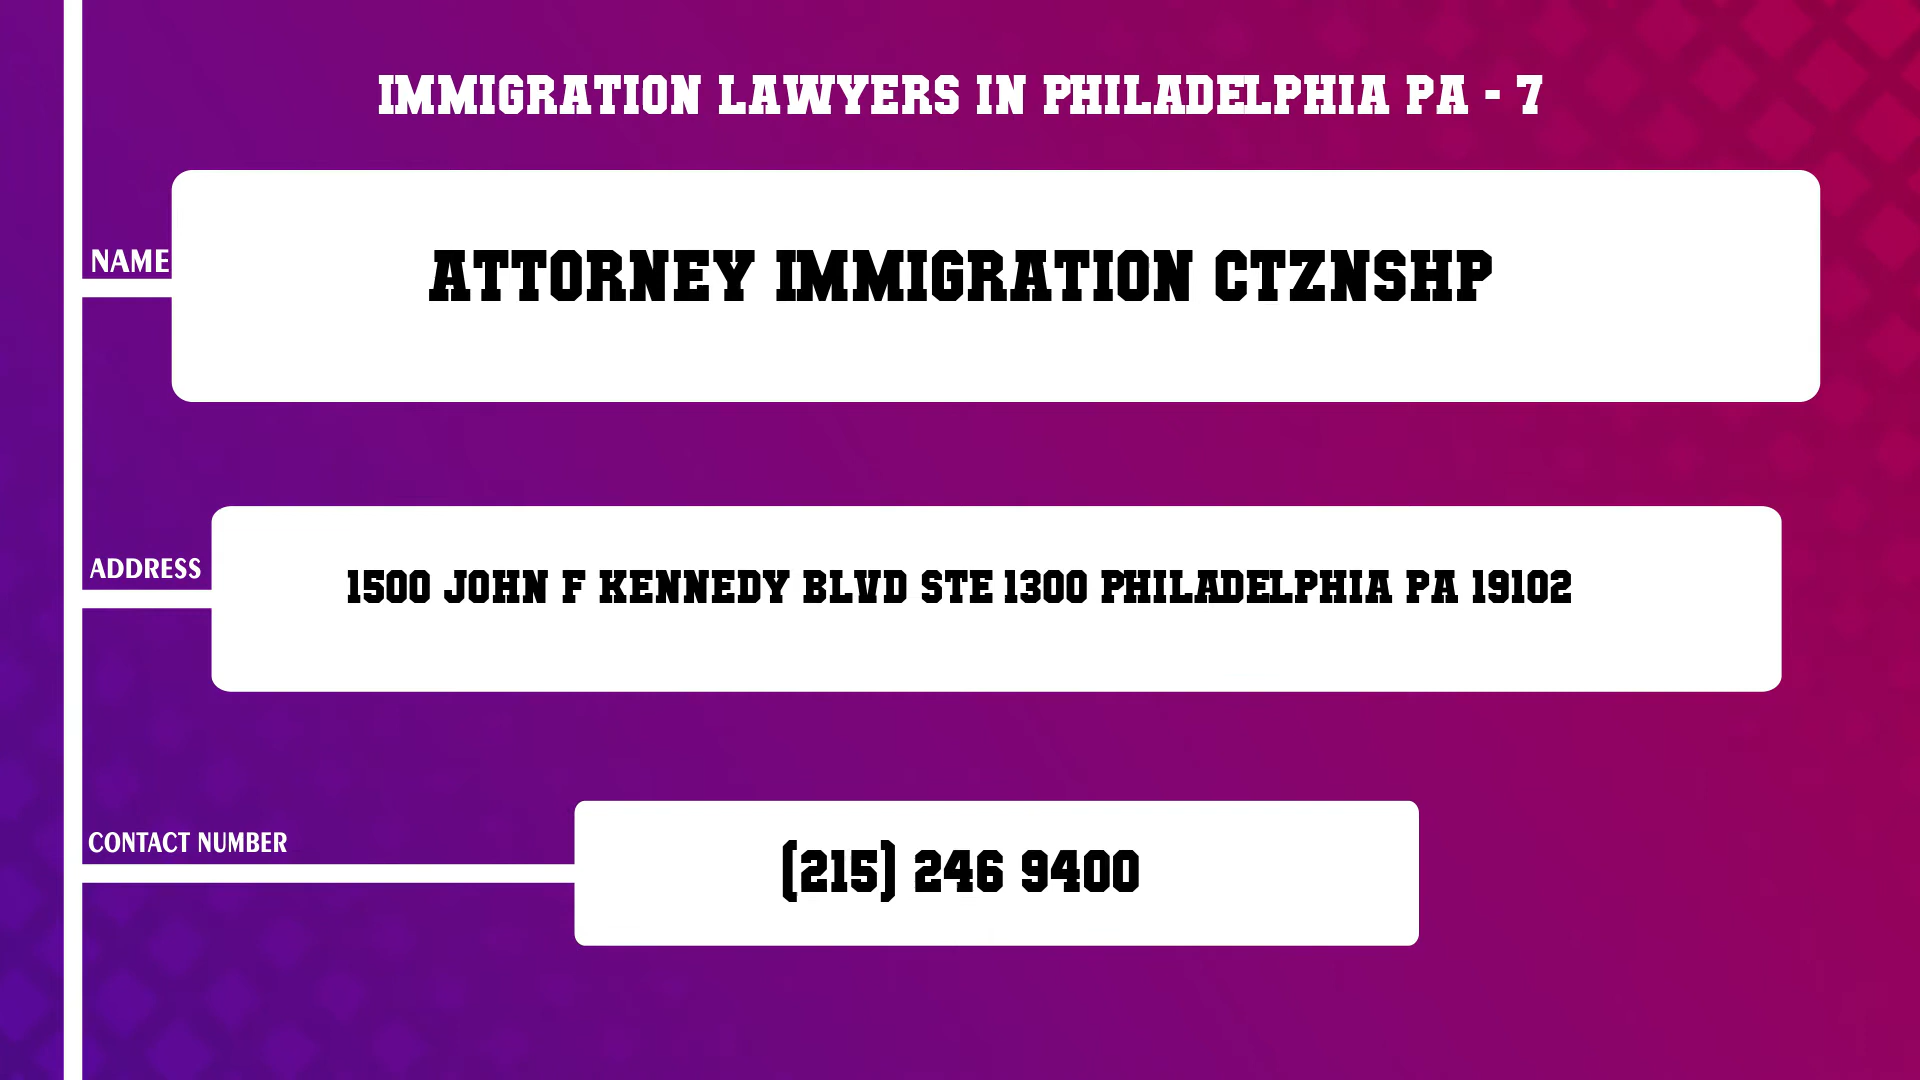 IMMIGRATION LAWYERS IN PHILADELPHIA PA - 7
NAME
ATTORNEY IMMIGRATION CTZNSHP
ADDRESS
1500 JOHN F KENNEDY BLVD STE 1300 PHILADELPHIA PA 19102
CONTACT NUMBER
(215) 246 9400